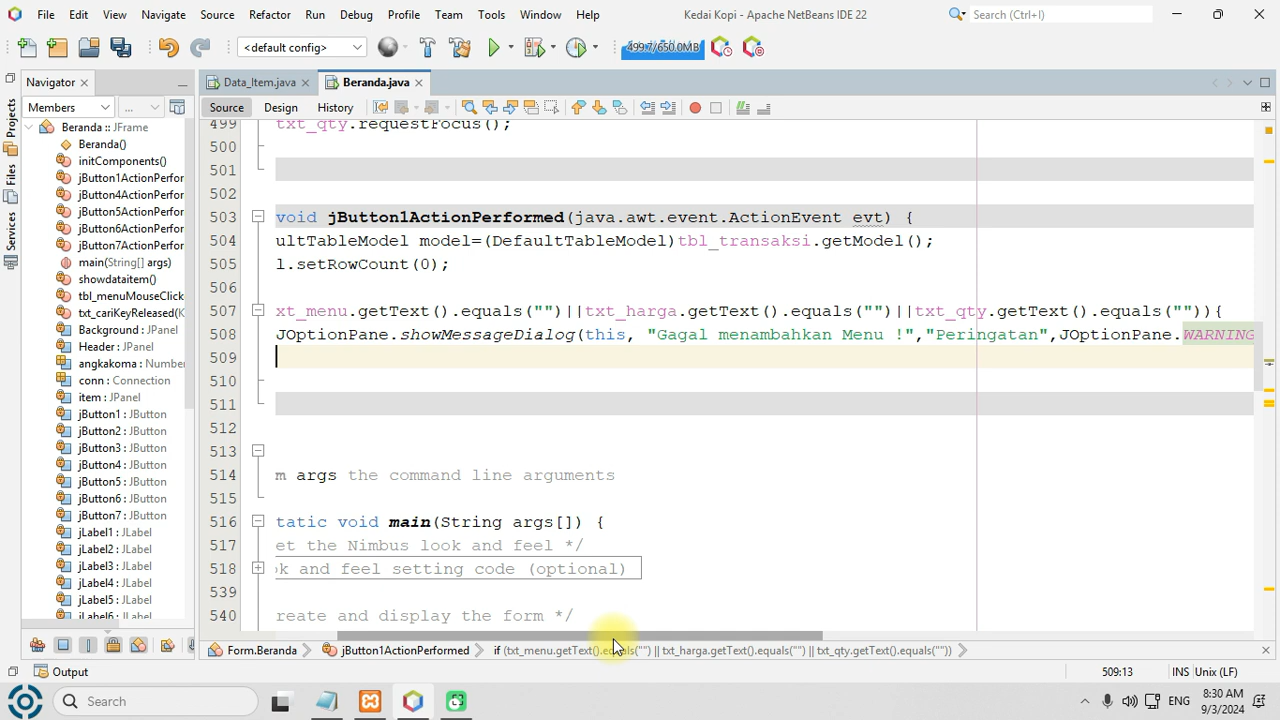 File Edit View Navigate Source Refactor Run Debug Profile Team Tools Window Help
Kedai Kopi - Apache NetBeans IDE 22
Search (Ctrl+I)
<default config>
499.7/650.0MB
Navigator
Data_Item.java
Beranda.java
Members
...
Source Design History
Projects
Files
Services
Beranda :: JFrame
Beranda()
initComponents()
jButton1ActionPerfor
jButton4ActionPerfor
jButton5ActionPerfor
jButton6ActionPerfor
jButton7ActionPerfor
main(String[] args)
showdataitem()
tbl_menuMouseClick
txt_cariKeyReleased(K
Background : JPanel
Header : JPanel
angkakoma : Numbe
conn : Connection
item : JPanel
jButton1 : JButton
jButton2 : JButton
jButton3 : JButton
jButton4 : JButton
jButton5 : JButton
jButton6 : JButton
jButton7 : JButton
jLabel1 : JLabel
jLabel2 : JLabel
jLabel3 : JLabel
jLabel4 : JLabel
jLabel5 : JLabel
jLabel6 : JLabel
499 txt_qty.requestFocus();
500
501
502
503 void jButton1ActionPerformed(java.awt.event.ActionEvent evt) {
504 ultTableModel model=(DefaultTableModel)tbl_transaksi.getModel();
505 l.setRowCount(0);
506
507 xt_menu.getText().equals("")||txt_harga.getText().equals("")||txt_qty.getText().equals("")){
508 JOptionPane.showMessageDialog(this, "Gagal menambahkan Menu !","Peringatan",JOptionPane.WARNING
509
510
511
512
513
514 m args the command line arguments
515
516 tatic void main(String args[]) {
517 et the Nimbus look and feel */
518 ok and feel setting code (optional)
539
540 reate and display the form */
Form.Beranda
jButton1ActionPerformed
if (txt_menu.getText().equals("") || txt_harga.getText().equals("") || txt_qty.getText().equals(""))
Output
509:13
INS Unix (LF)
Search
ENG
8:30 AM
9/3/2024